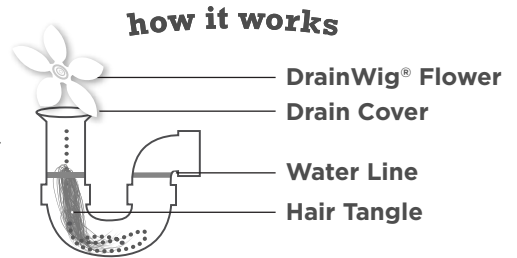 how it works
DrainWig® Flower
Drain Cover
Water Line
Hair Tangle